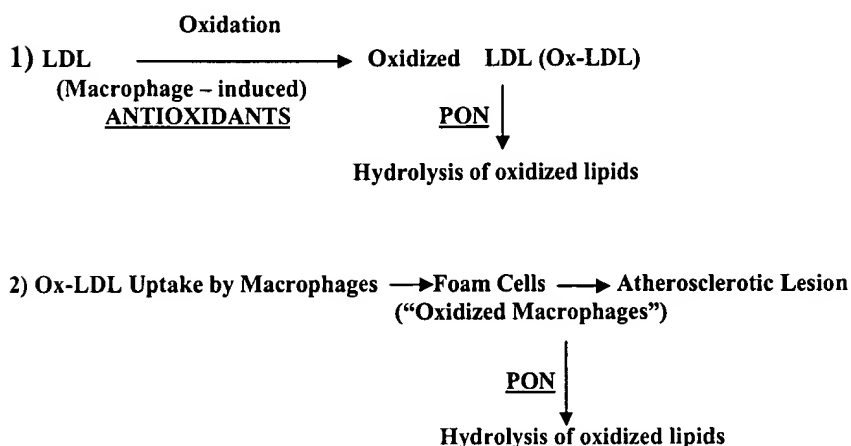 Oxidation
1) LDL Oxidized LDL (Ox-LDL)
(Macrophage – induced)
ANTIOXIDANTS PON
Hydrolysis of oxidized lipids
2) Ox-LDL Uptake by Macrophages Foam Cells Atherosclerotic Lesion
("Oxidized Macrophages")
PON
Hydrolysis of oxidized lipids